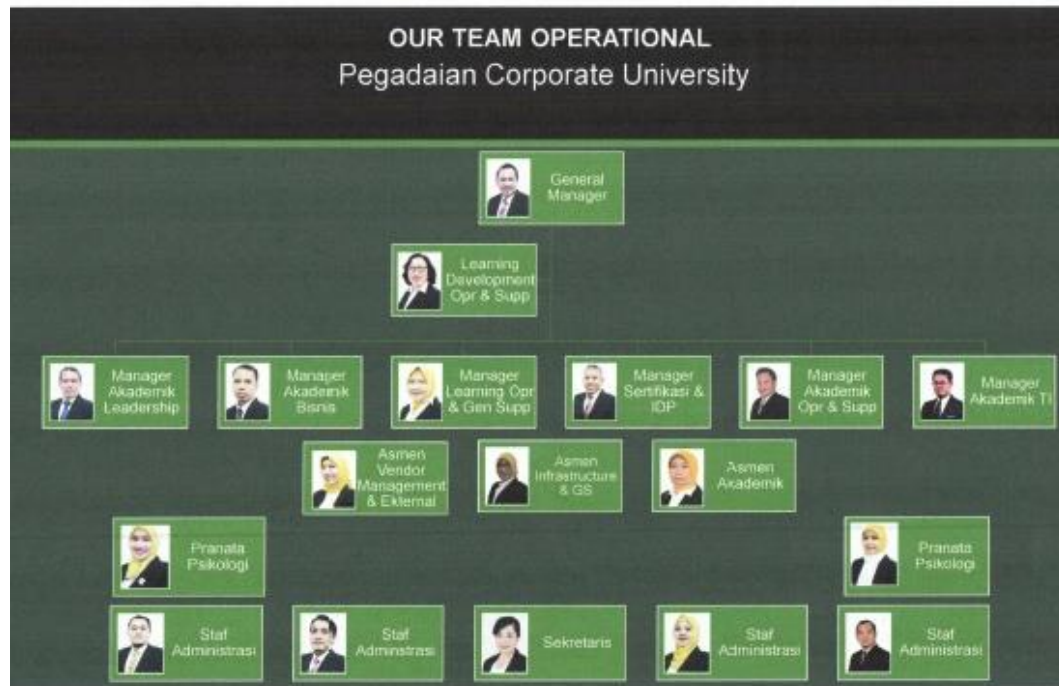 OUR TEAM OPERATIONAL
Pegadaian Corporate University
General
Manager
Learning
Development
Opr & Supp
Manager
Akademik
Leadership
Manager
Akademik
Bisnis
Manager
Learning Opr
& Gen Supp
Manager
Sertifikasi &
IDP
Manager
Akademik
Opr & Supp
Manager
Akademik TI
Asmen
Vendor
Management
& Ekternal
Asmen
Infrastructure
& GS
Asmen
Akademik
Pranata
Psikologi
Pranata
Psikologi
Staf
Administrasi
Staf
Adminstrasi
Sekretaris
Staf
Administrasi
Staf
Administrasi